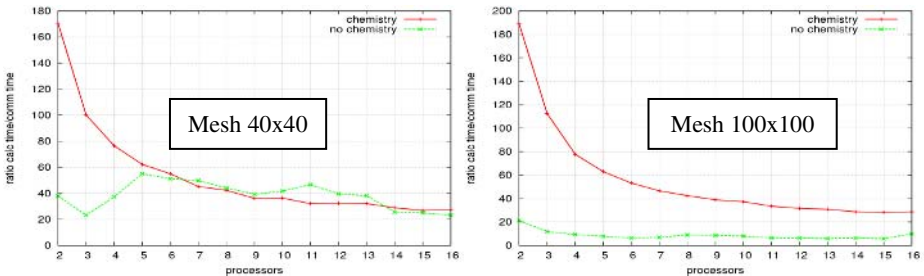 180
160
140
120
100
80
60
40
20
0
ratio calc time/comm time
chemistry
no chemistry
Mesh 40x40
2 3 4 5 6 7 8 9 10 11 12 13 14 15 16
processors
200
180
160
140
120
100
80
60
40
20
0
ratio calc time/comm time
chemistry
no chemistry
Mesh 100x100
2 3 4 5 6 7 8 9 10 11 12 13 14 15 16
processors